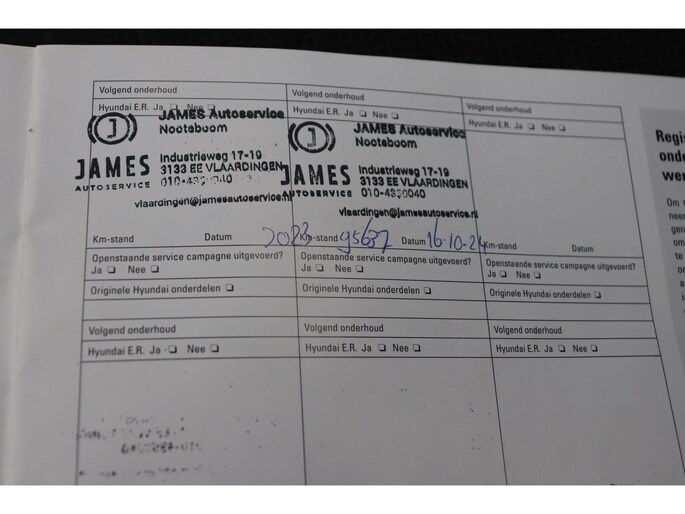 Volgend onderhoud
Hyundai E.R. Ja Nee
JAMES Autoservice
Nooteboom
J
JAMES
AUTOSERVICE
Industrieweg 17-19
3133 EE VLAARDINGEN
vlaardingen@jamesautoservice.nl
Km-stand Datum 2023
Openstaande service campagne uitgevoerd?
Ja Nee
Originele Hyundai onderdelen
Volgend onderhoud
Hyundai E.R. Ja Nee
JAMES Autoservice
Nooteboom
J
JAMES
AUTOSERVICE
Industrieweg 17-19
3133 EE VLAARDINGEN
vlaardingen@jamesautoservice.nl
Km-stand 95637 Datum 16-10-24
Openstaande service campagne uitgevoerd?
Ja Nee
Originele Hyundai onderdelen
Volgend onderhoud
Hyundai E.R. Ja Nee
Km-stand Datum
Openstaande service campagne uitgevoerd?
Ja Nee
Originele Hyundai onderdelen
Volgend onderhoud
Hyundai E.R. Ja Nee
Volgend onderhoud
Hyundai E.R. Ja Nee
Volgend onderhoud
Hyundai E.R. Ja Nee
Regis
onde
wer